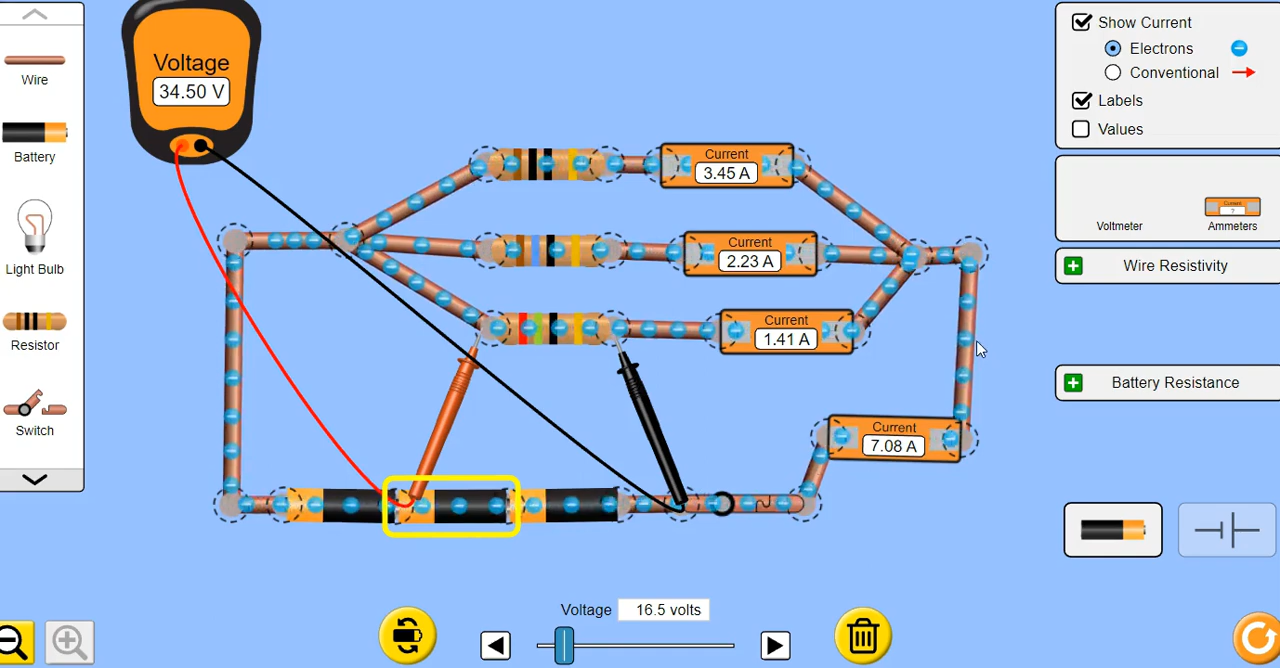 Wire
Battery
Light Bulb
Resistor
Switch
Voltage
34.50 V
Current
3.45 A
Current
2.23 A
Current
1.41 A
Current
7.08 A
Voltage 16.5 volts
Show Current
Electrons
Conventional
Labels
Values
Voltmeter
Current
?
Ammeters
Wire Resistivity
Battery Resistance